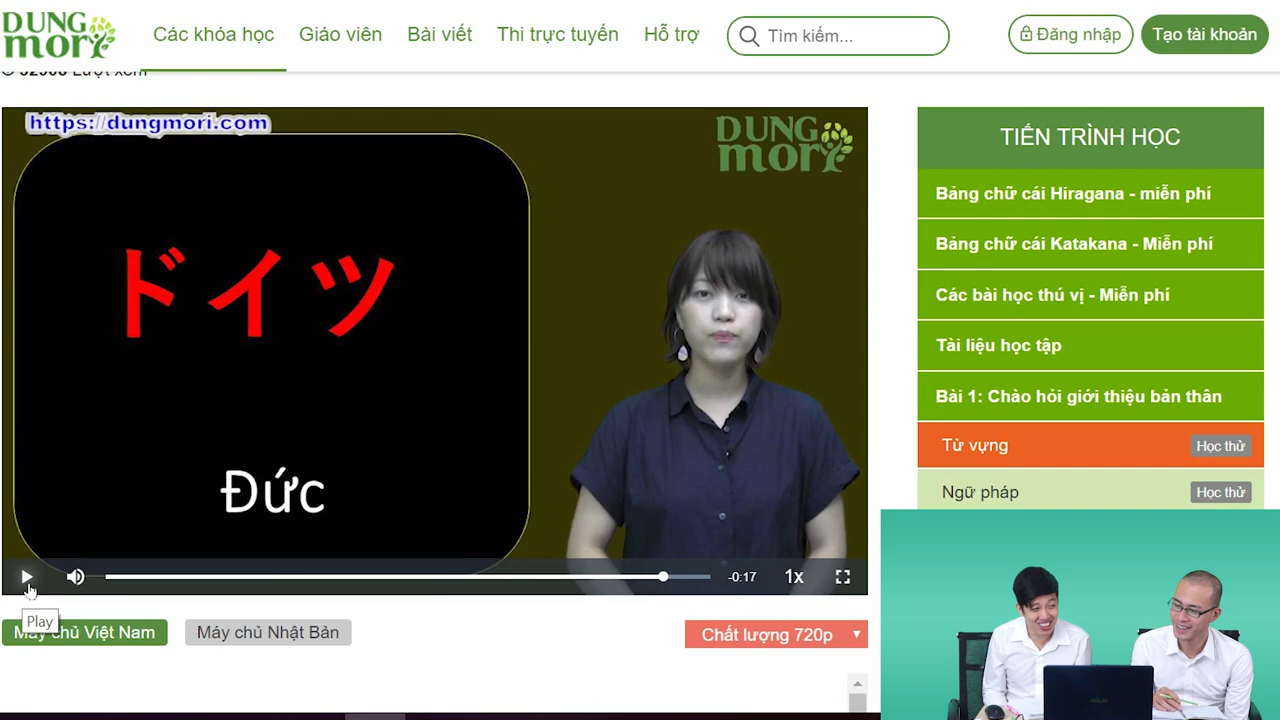 DUNG
mori
Các khóa học
Giáo viên
Bài viết
Thi trực tuyến
Hỗ trợ
Tìm kiếm...
Đăng nhập
Tạo tài khoản
Lượt xem
https://dungmori.com
DUNG
mori
ドイツ
Đức
-0:17
1x
Play
Máy chủ Việt Nam
Máy chủ Nhật Bản
Chất lượng 720p
TIẾN TRÌNH HỌC
Bảng chữ cái Hiragana - miễn phí
Bảng chữ cái Katakana - Miễn phí
Các bài học thú vị - Miễn phí
Tài liệu học tập
Bài 1: Chào hỏi giới thiệu bản thân
Từ vựng
Học thử
Ngữ pháp
Học thử